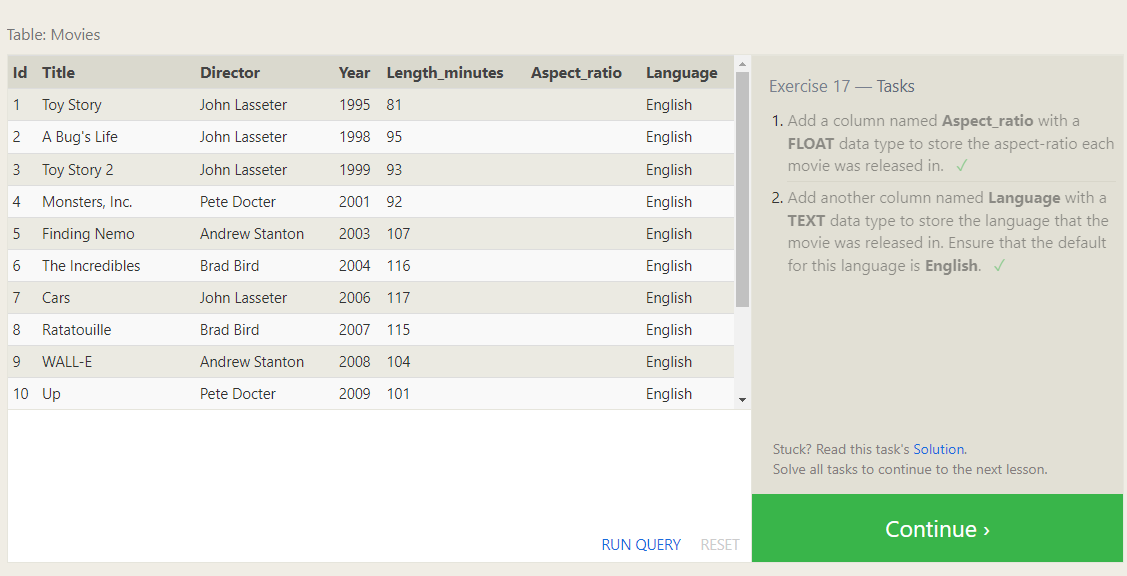 Table: Movies
Id Title Director Year Length_minutes Aspect_ratio Language
1 Toy Story John Lasseter 1995 81 English
2 A Bug's Life John Lasseter 1998 95 English
3 Toy Story 2 John Lasseter 1999 93 English
4 Monsters, Inc. Pete Docter 2001 92 English
5 Finding Nemo Andrew Stanton 2003 107 English
6 The Incredibles Brad Bird 2004 116 English
7 Cars John Lasseter 2006 117 English
8 Ratatouille Brad Bird 2007 115 English
9 WALL-E Andrew Stanton 2008 104 English
10 Up Pete Docter 2009 101 English
RUN QUERY RESET
Exercise 17 — Tasks
1. Add a column named Aspect_ratio with a
FLOAT data type to store the aspect-ratio each
movie was released in. ✓
2. Add another column named Language with a
TEXT data type to store the language that the
movie was released in. Ensure that the default
for this language is English. ✓
Stuck? Read this task's Solution.
Solve all tasks to continue to the next lesson.
Continue ›